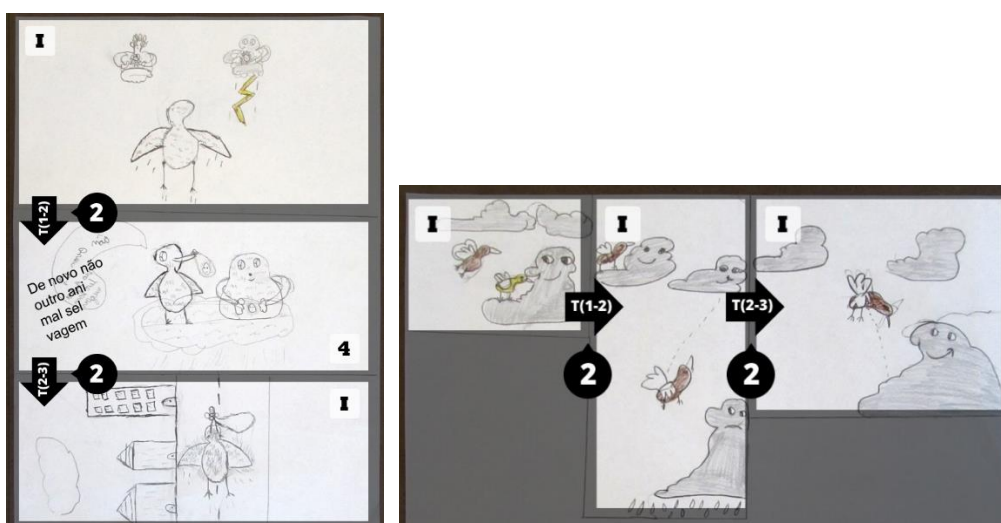 I
T(1-2)
2
De novo não
outro ani
mal sel
vagem
4
T(2-3)
2
I
I
T(1-2)
2
I
T(2-3)
2
I